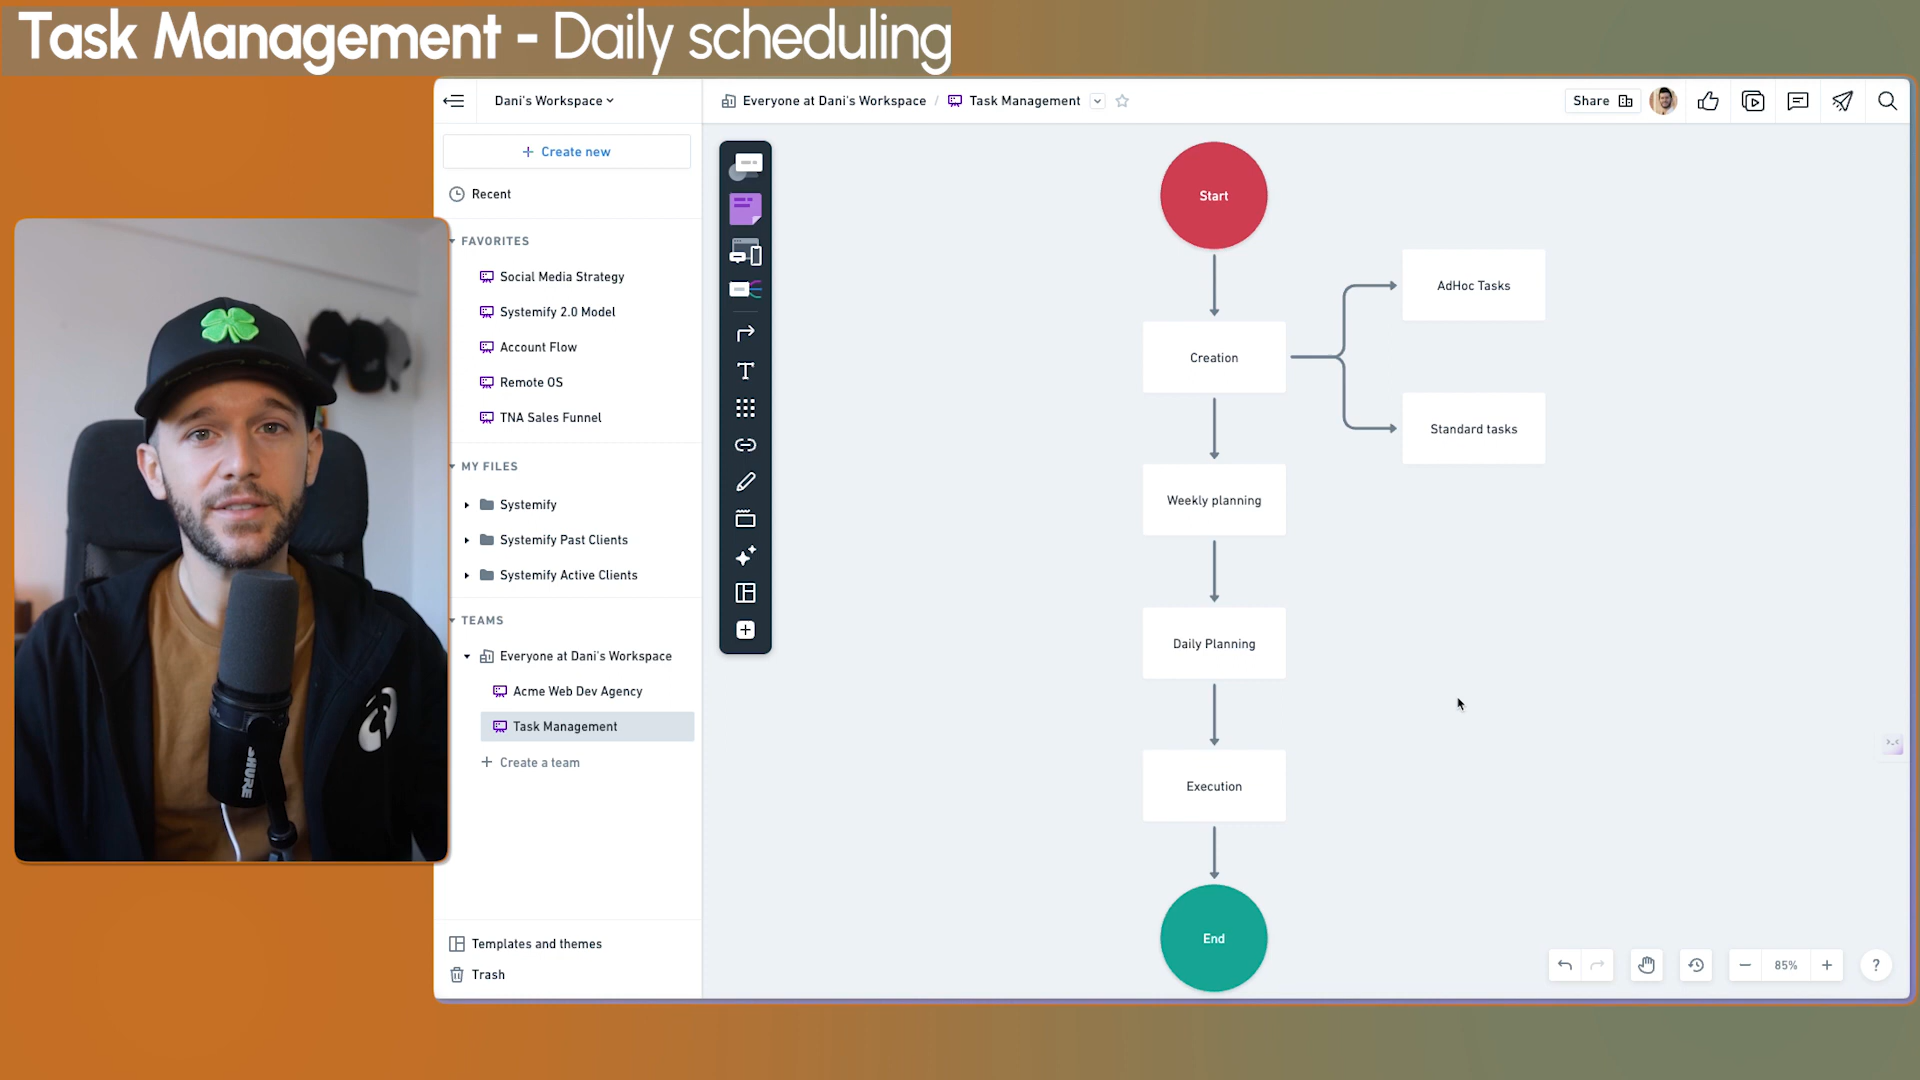 Task Management - Daily scheduling
Dani's Workspace
Everyone at Dani's Workspace / Task Management
Share
Create new
Recent
FAVORITES
Social Media Strategy
Systemify 2.0 Model
Account Flow
Remote OS
TNA Sales Funnel
MY FILES
Systemify
Systemify Past Clients
Systemify Active Clients
TEAMS
Everyone at Dani's Workspace
Acme Web Dev Agency
Task Management
Create a team
Templates and themes
Trash
Start
AdHoc Tasks
Creation
Standard tasks
Weekly planning
Daily Planning
Execution
End
85%
?
SHURE